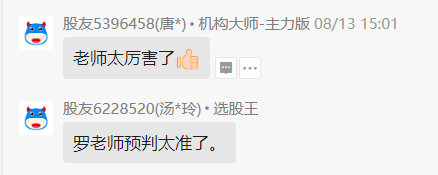 股友5396458(唐*) • 机构大师-主力版 08/13 15:01
老师太厉害了👍
股友6228520(汤*玲) • 选股王
罗老师预判太准了。